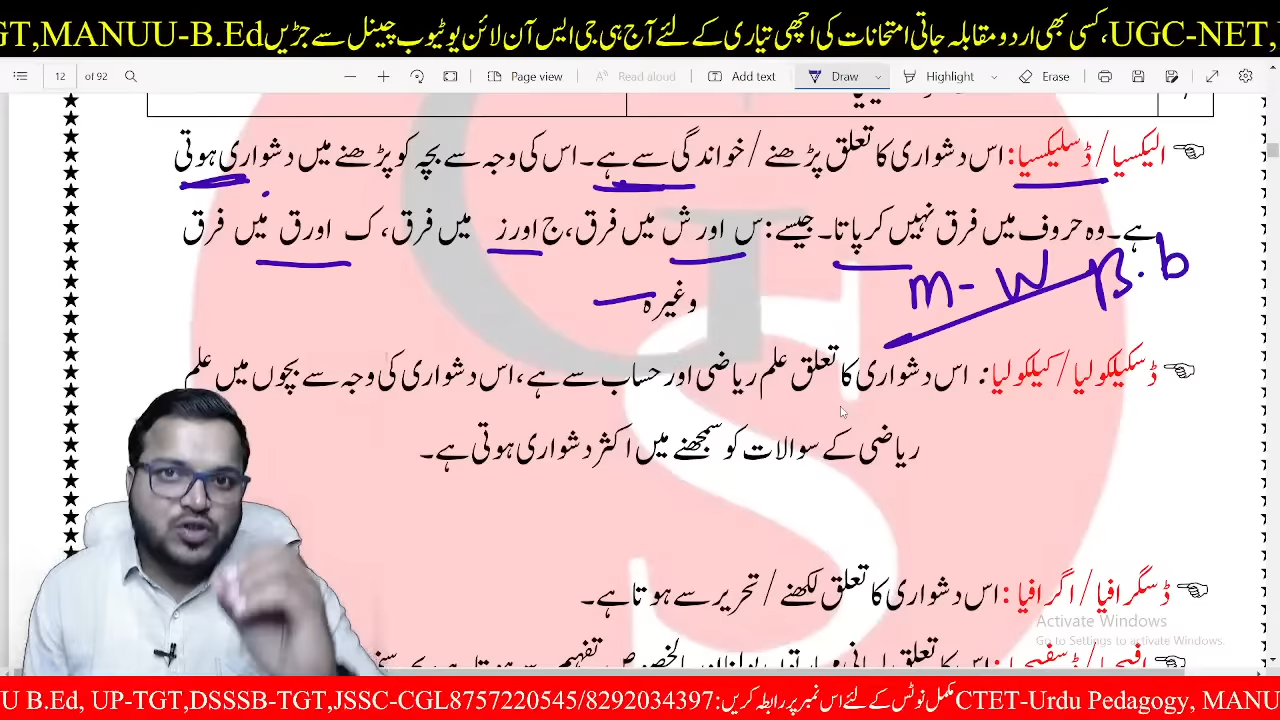 TGT,MANUU-B.Ed،کسی بھی اردو مقابلہ جاتی امتحانات کی اچھی تیاری کے لئے آج ہی جی ایس آن لائن یوٹیوب چینل سے جڑیں UGC-NET,
12 of 92 Page view Read aloud Add text Draw Highlight Erase
الیکسیا/ڈسلیکسیا: اس دشواری کا تعلق پڑھنے/خواندگی سے ہے۔اس کی وجہ سے بچہ کو پڑھنے میں دشواری ہوتی
ہے۔وہ حروف میں فرق نہیں کر پاتا۔ جیسے: س اور ش میں فرق، ج اور ز میں فرق، ک اور ق میں فرق
وغیرہ
m - W B. b
ڈسکیلکولیا/کیلکولیا: اس دشواری کا تعلق علم ریاضی اور حساب سے ہے، اس دشواری کی وجہ سے بچوں میں علم
ریاضی کے سوالات کو سمجھنے میں اکثر دشواری ہوتی ہے۔
ڈسگرافیا/اگرافیا: اس دشواری کا تعلق لکھنے/تحریر سے ہوتا ہے۔
Activate Windows
Go to Settings to activate Windows.
U B.Ed, UP-TGT,DSSSB-TGT,JSSC-CGL مکمل نوٹس کے لئے اس نمبر پر رابطہ کریں:8757220545/8292034397 CTET-Urdu Pedagogy, MANU